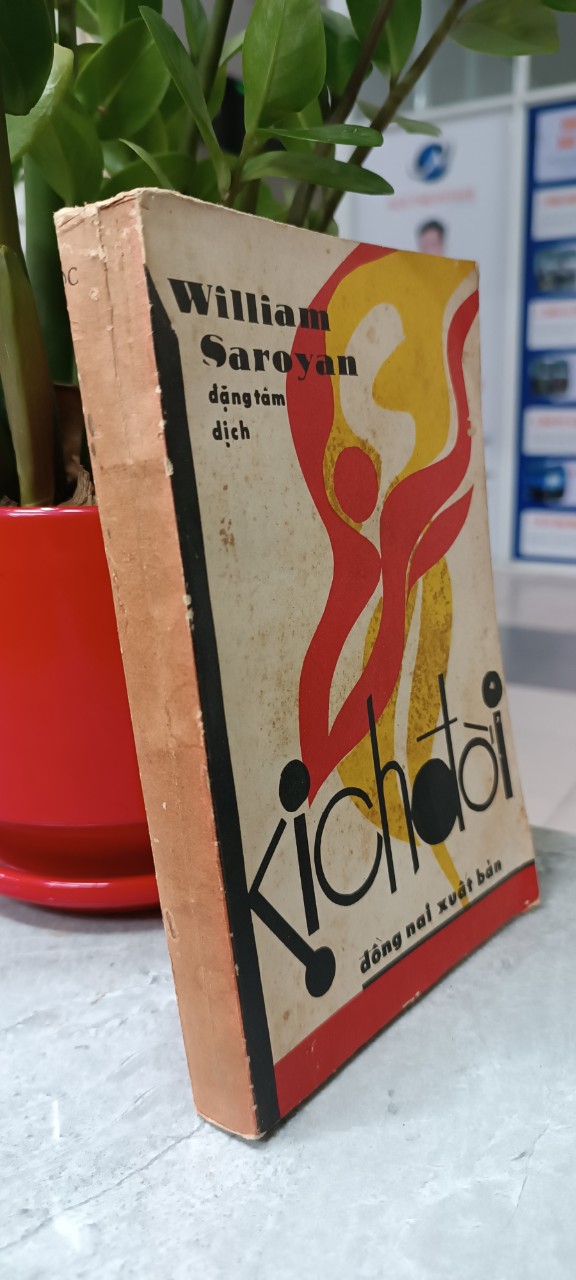 William
Saroyan
đặng tâm
dịch
kịch đời
đồng nai xuất bản